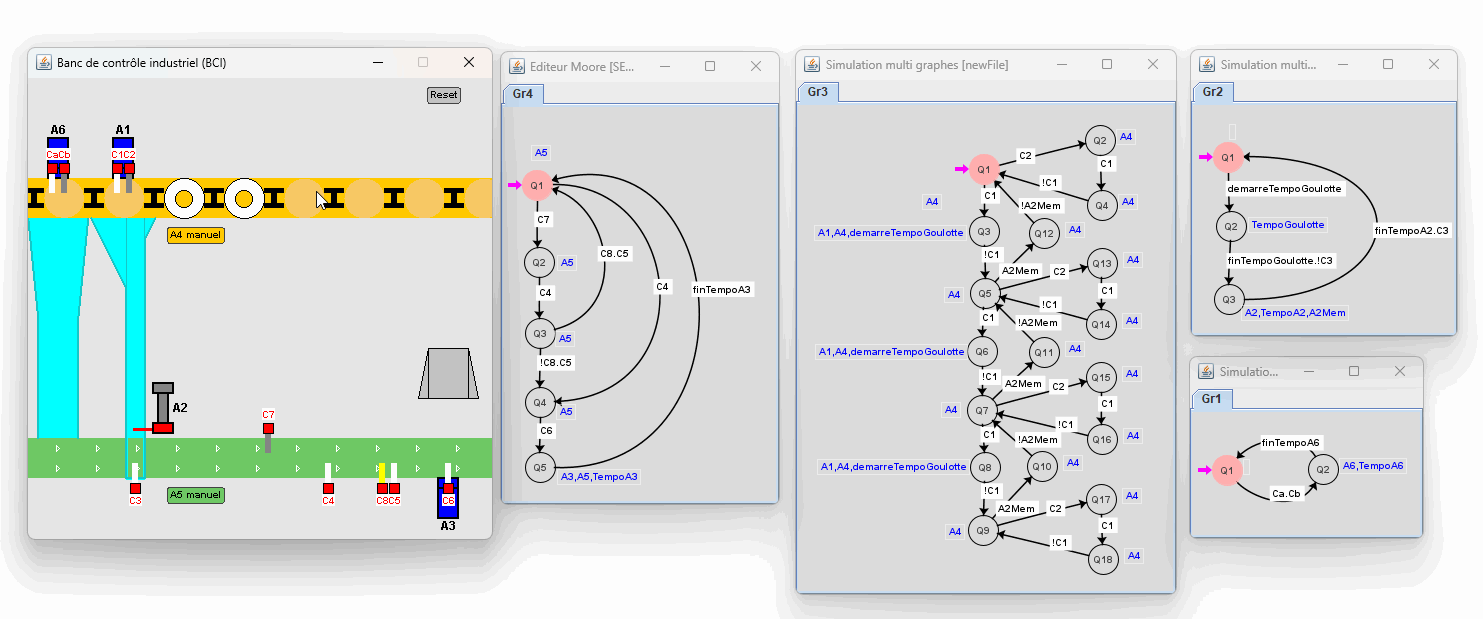 Banc de contrôle industriel (BCI)
Reset
A6
A1
CaCb
C1C2
A4 manuel
A2
C7
C3
A5 manuel
C4
C8C5
C6
A3
Editeur Moore [SE...
Gr4
A5
Q1
C7
Q2
A5
C8.C5
C4
C4
finTempoA3
Q3
A5
!C8.C5
Q4
A5
C6
Q5
A3,A5,TempoA3
Simulation multi graphes [newFile]
Gr3
Q2
A4
C2
C1
Q1
!C1
C1
Q4
A4
A4
!A2Mem
A1,A4,demarreTempoGoulotte
Q3
Q12
A4
!C1
Q13
A4
A2Mem
C2
A4
Q5
C1
!C1
C1
!A2Mem
Q14
A4
A1,A4,demarreTempoGoulotte
Q6
Q11
A4
!C1
Q15
A4
A2Mem
C2
A4
Q7
C1
!C1
C1
!A2Mem
Q16
A4
A1,A4,demarreTempoGoulotte
Q8
Q10
A4
!C1
Q17
A4
A2Mem
C2
A4
Q9
C1
!C1
Q18
A4
Simulation multi...
Gr2
Q1
demarreTempoGoulotte
Q2
TempoGoulotte
finTempoA2.C3
finTempoGoulotte.!C3
Q3
A2,TempoA2,A2Mem
Simulatio...
Gr1
finTempoA6
Q1
Q2
A6,TempoA6
Ca.Cb